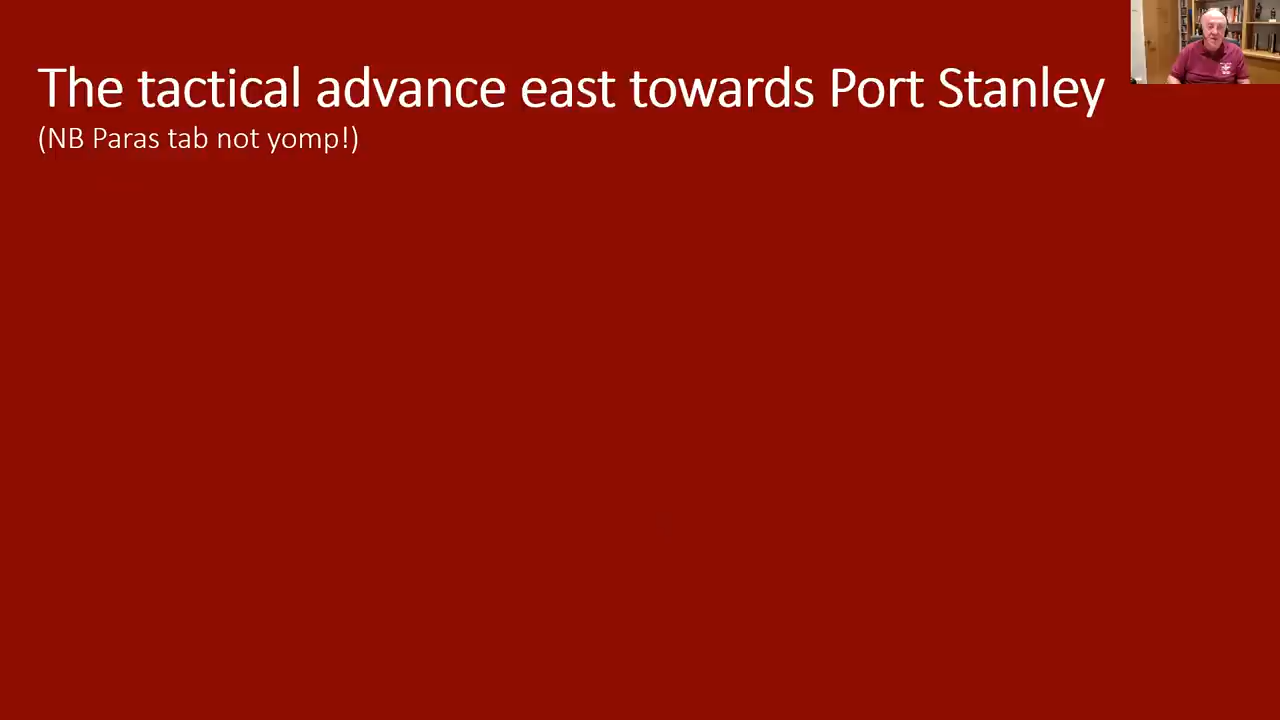 The tactical advance east towards Port Stanley
(NB Paras tab not yomp!)